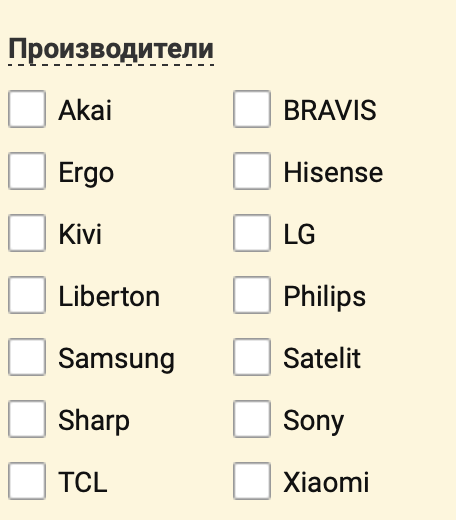 Производители
Akai BRAVIS
Ergo Hisense
Kivi LG
Liberton Philips
Samsung Satelit
Sharp Sony
TCL Xiaomi